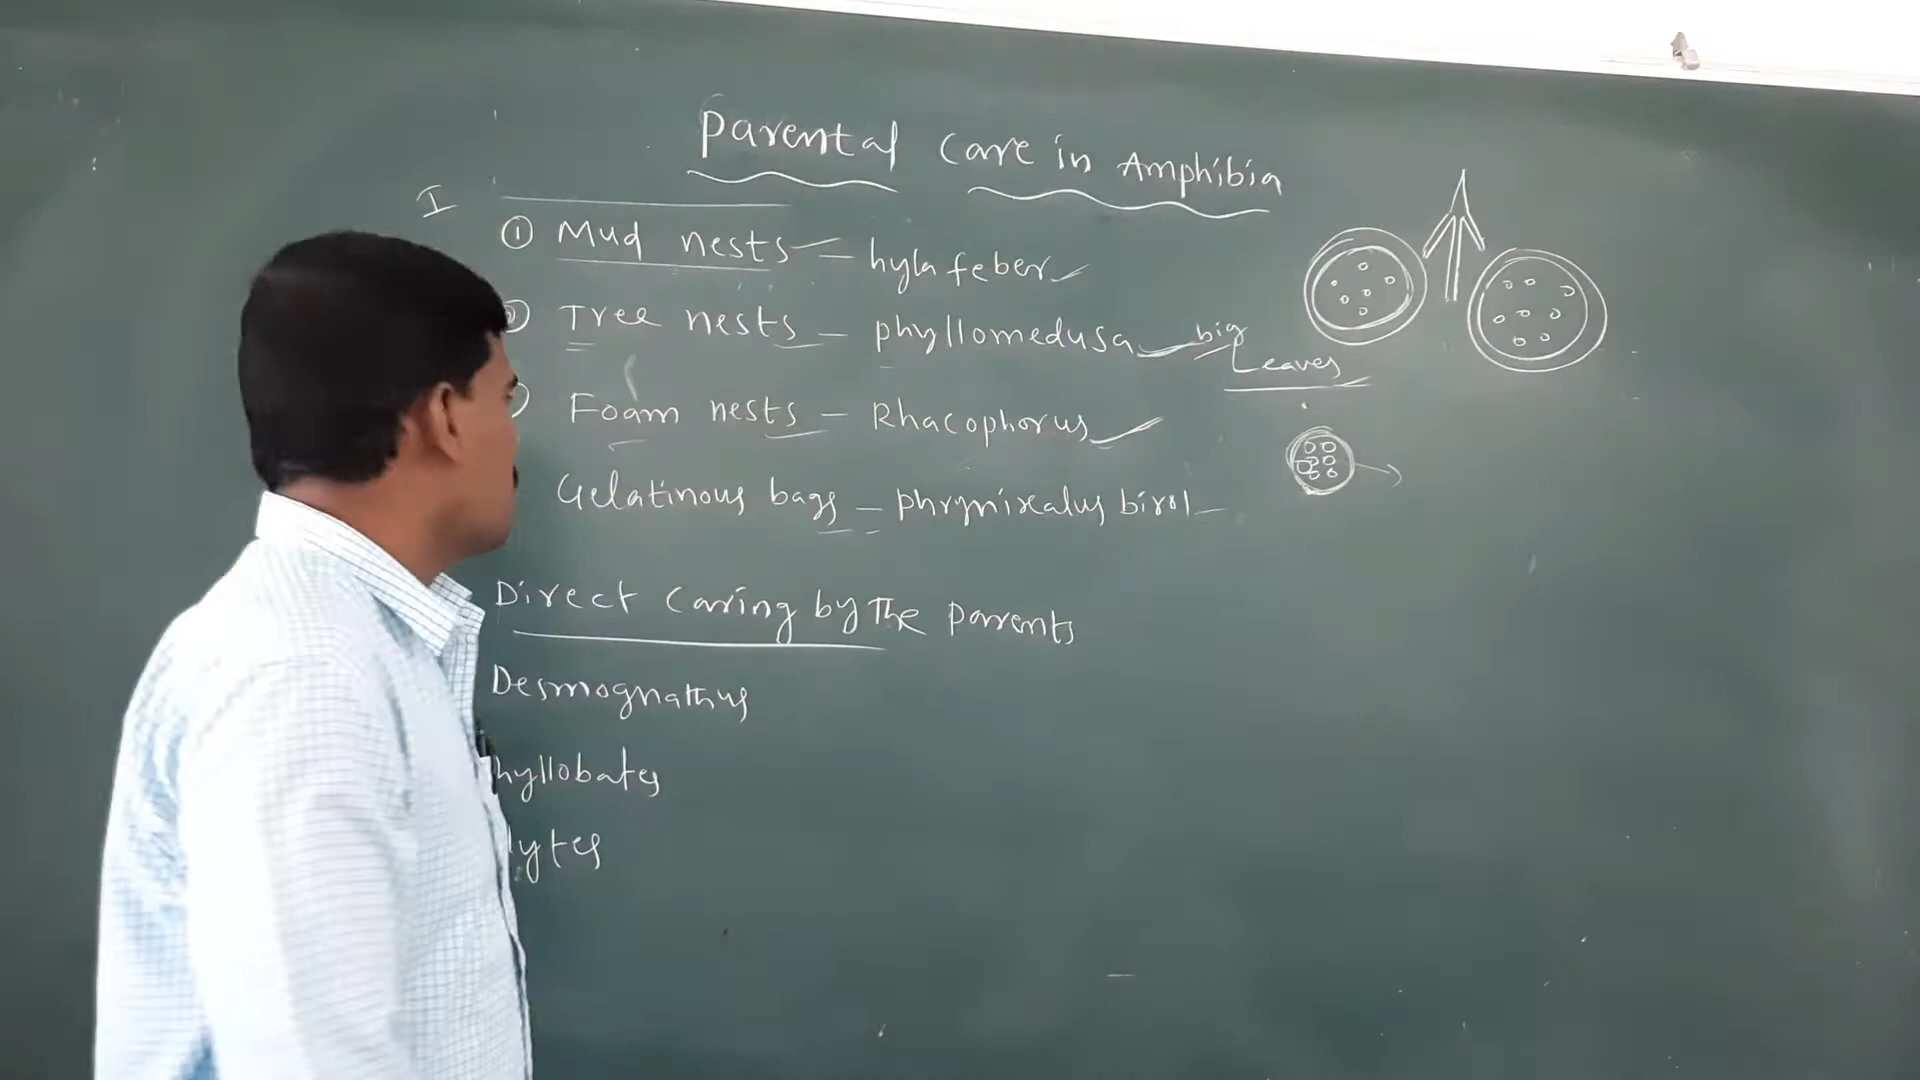 Parental Care in Amphibia
I
① Mud nests – hyla feber
Tree nests – phyllomedusa big Leaves
Foam nests – Rhacophorus
Gelatinous bags – phrynixalus birol
Direct Caring by The parents
Desmognathus
hyllobates
lytes